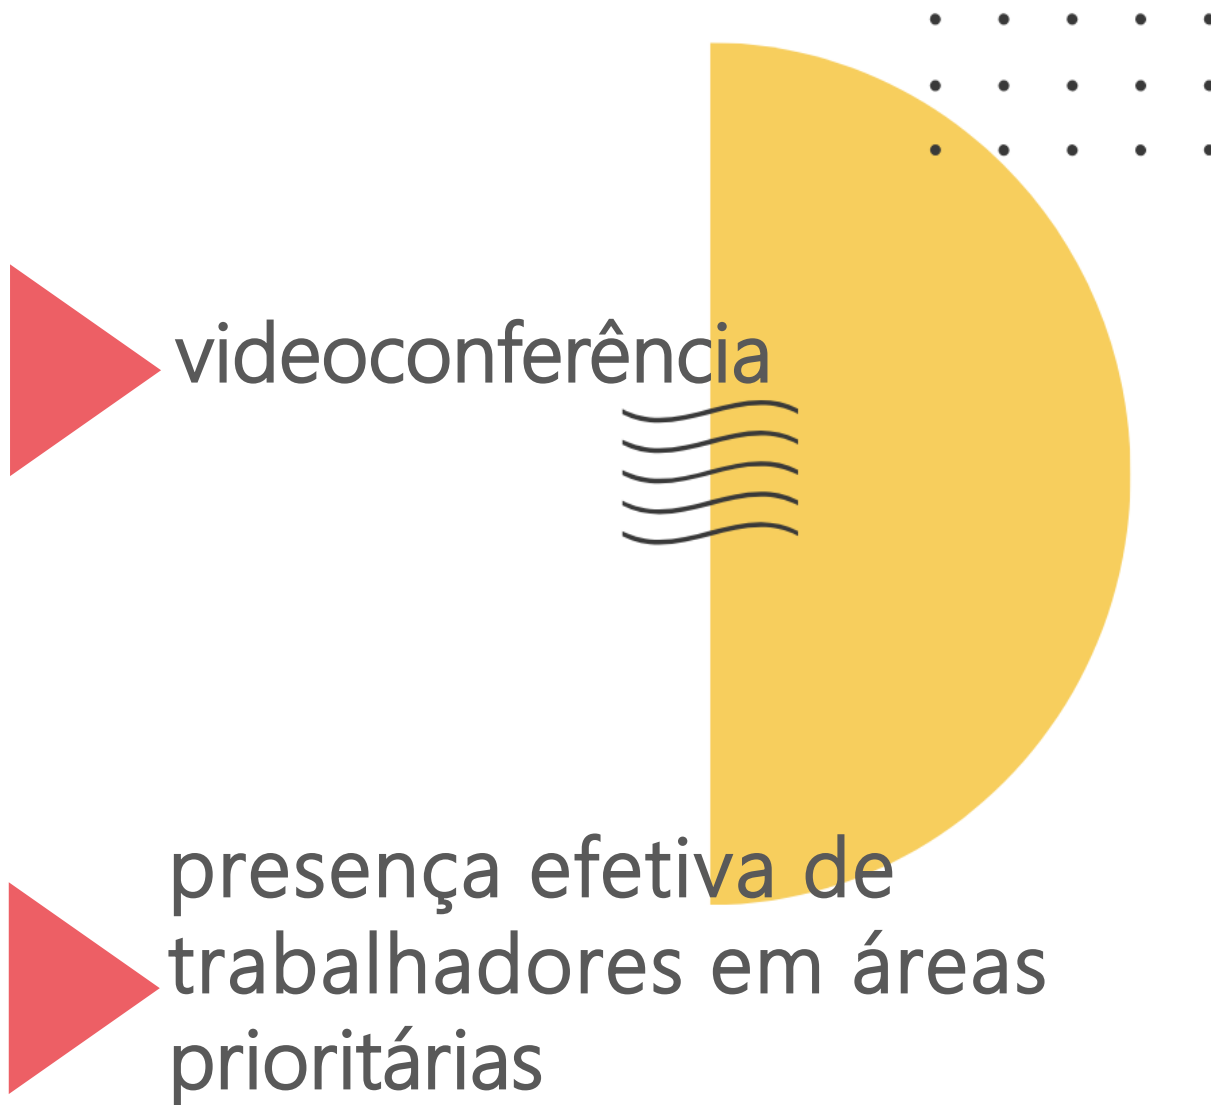 videoconferência
presença efetiva de
trabalhadores em áreas
prioritárias